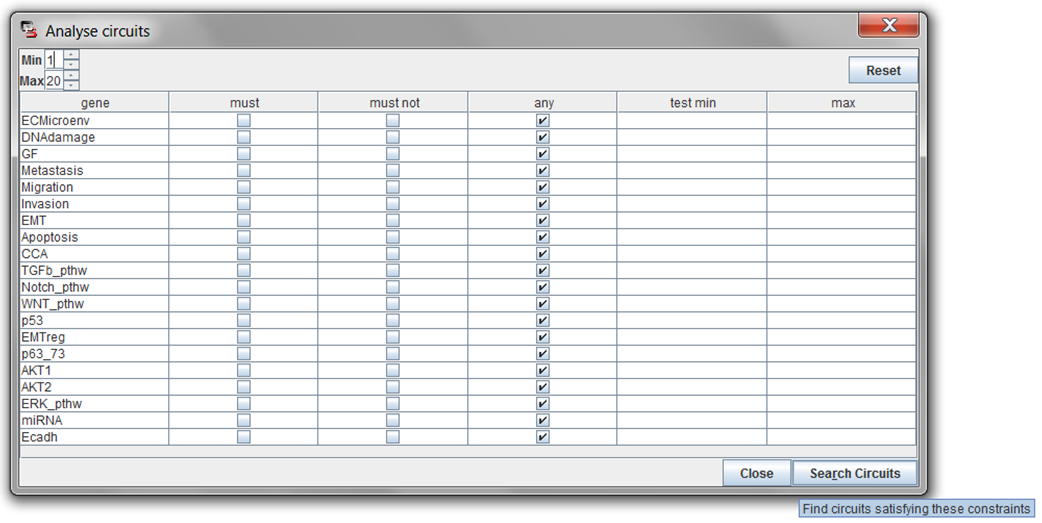 Analyse circuits
Min 1
Max 20
Reset
gene must must not any test min max
ECMicroenv
DNAdamage
GF
Metastasis
Migration
Invasion
EMT
Apoptosis
CCA
TGFb_pthw
Notch_pthw
WNT_pthw
p53
EMTreg
p63_73
AKT1
AKT2
ERK_pthw
miRNA
Ecadh
Close Search Circuits
Find circuits satisfying these constraints